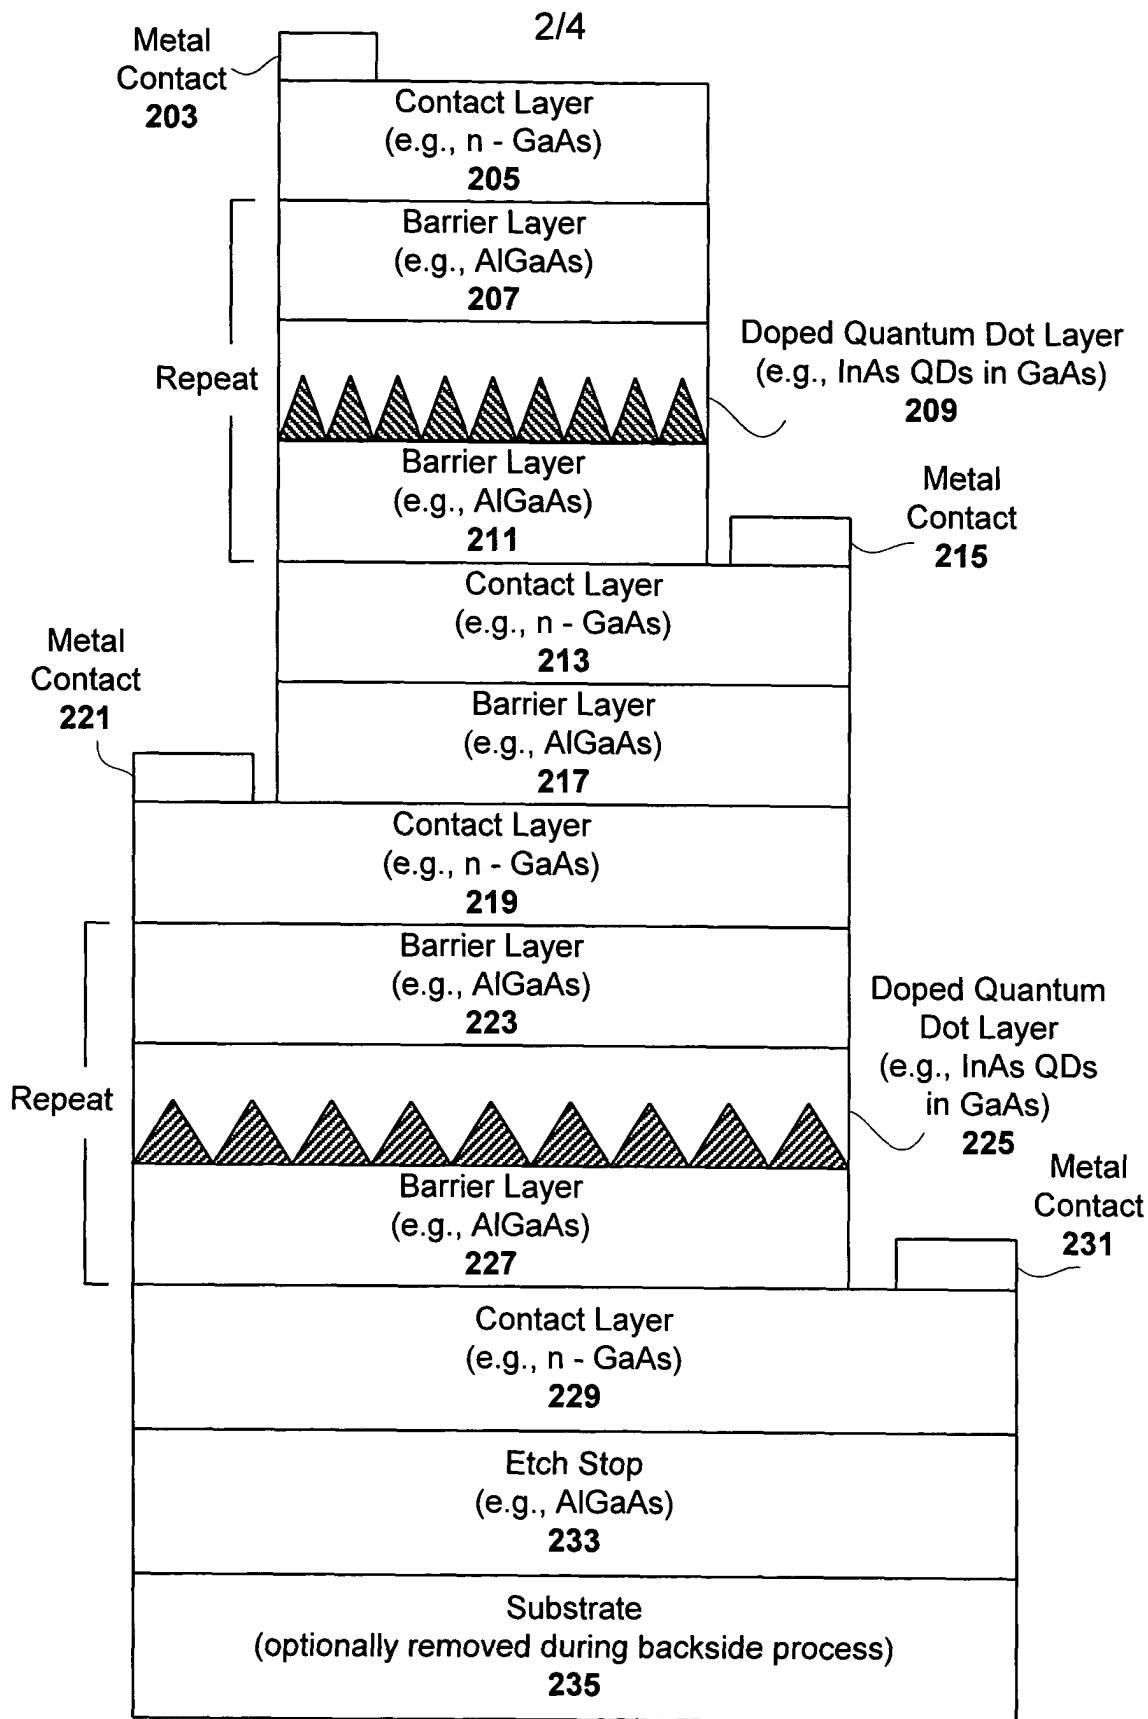 2/4
Metal
Contact
203
Contact Layer
(e.g., n - GaAs)
205
Barrier Layer
(e.g., AlGaAs)
207
Repeat
Doped Quantum Dot Layer
(e.g., InAs QDs in GaAs)
209
Barrier Layer
(e.g., AlGaAs)
211
Metal
Contact
215
Contact Layer
(e.g., n - GaAs)
213
Metal
Contact
221
Barrier Layer
(e.g., AlGaAs)
217
Contact Layer
(e.g., n - GaAs)
219
Barrier Layer
(e.g., AlGaAs)
223
Repeat
Doped Quantum
Dot Layer
(e.g., InAs QDs
in GaAs)
225
Barrier Layer
(e.g., AlGaAs)
227
Metal
Contact
231
Contact Layer
(e.g., n - GaAs)
229
Etch Stop
(e.g., AlGaAs)
233
Substrate
(optionally removed during backside process)
235